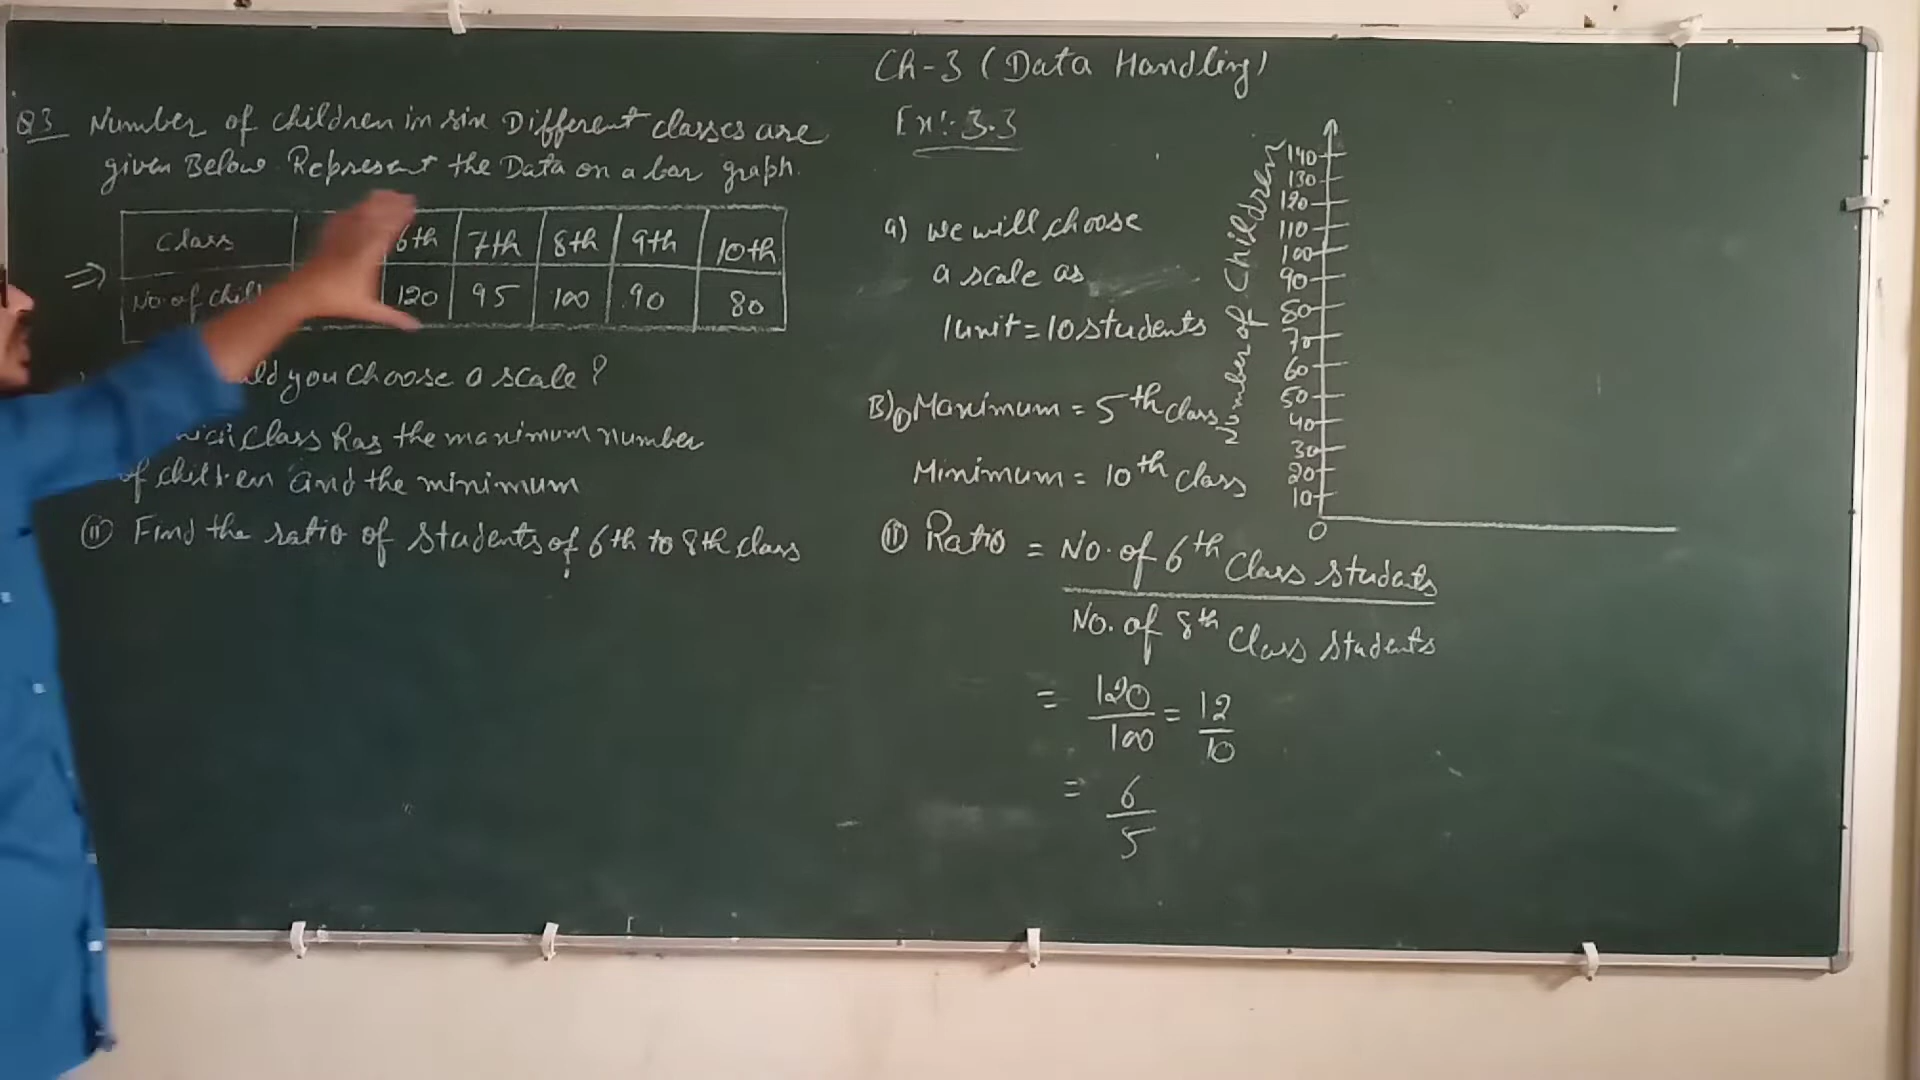 Ch-3 (Data Handling)
Ex:- 3.3
Q3 Number of children in six Different classes are
given Below. Represent the Data on a bar graph.
Class 6th 7th 8th 9th 10th
No. of 120 95 100 90 80
you choose a scale?
class has the maximum number
of children and the minimum
(ii) Find the ratio of students of 6th to 8th class
a) we will choose
a scale as
1 unit = 10 students
B) (i) Maximum = 5th class
Minimum = 10th class
(ii) Ratio = No. of 6th class students
No. of 8th class students
= 120/100 = 12/10
= 6/5
Number of Children
140
130
120
110
100
90
80
70
60
50
40
30
20
10
0